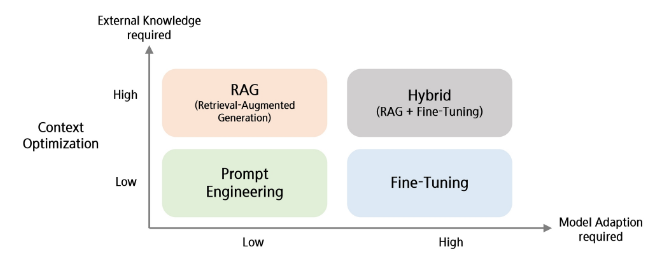 External Knowledge
required
High
RAG
(Retrieval-Augmented
Generation)
Hybrid
(RAG + Fine-Tuning)
Context
Optimization
Low
Prompt
Engineering
Fine-Tuning
Model Adaption
required
Low
High